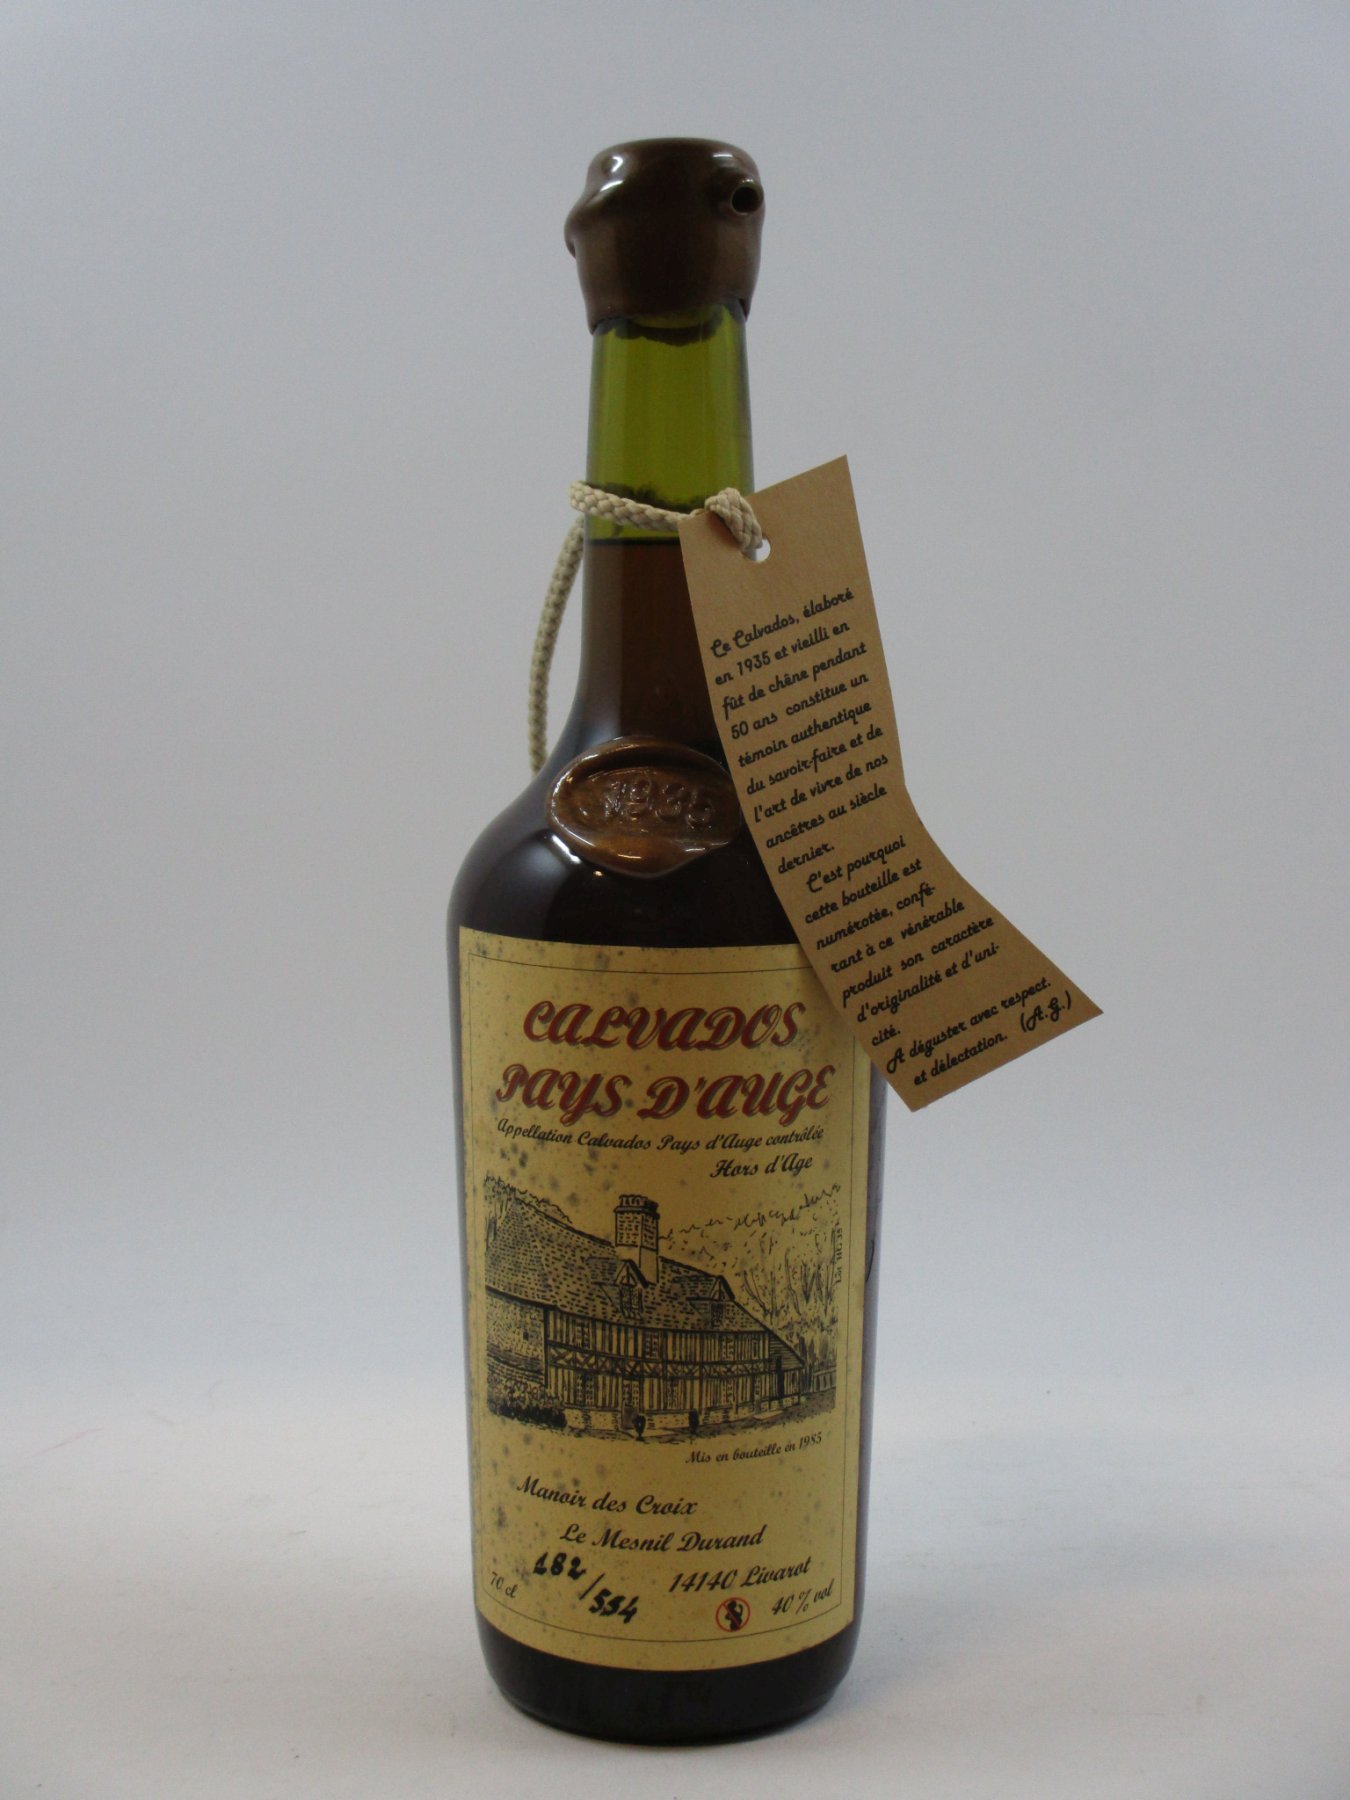 Ce Calvados, élaboré
en 1935 et vieilli en
fût de chêne pendant
50 ans constitue un
témoin authentique
du savoir-faire et de
l'art de vivre de nos
ancêtres au siècle
dernier.
C'est pourquoi
cette bouteille est
numérotée, confé-
rant à ce vénérable
produit son caractère
d'originalité et d'uni-
cité.
A déguster avec respect.
et délectation. (A.G.)
1935
CALVADOS
PAYS D'AUGE
Appellation Calvados Pays d'Auge contrôlée
Hors d'Age
Lot HG 35
Mis en bouteille en 1985
Manoir des Croix
Le Mesnil Durand
14140 Livarot
182/554
70 cl
40 % vol